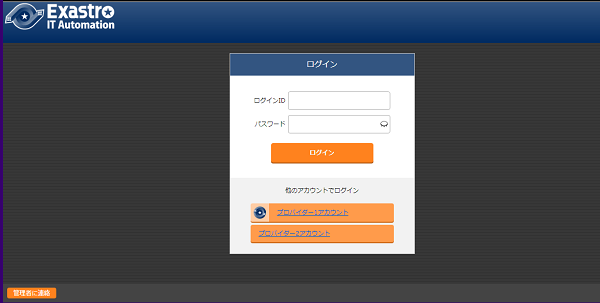 Exastro
IT Automation
ログイン
ログインID
パスワード
ログイン
他のアカウントでログイン
プロバイダー1アカウント
プロバイダー2アカウント
管理者に連絡